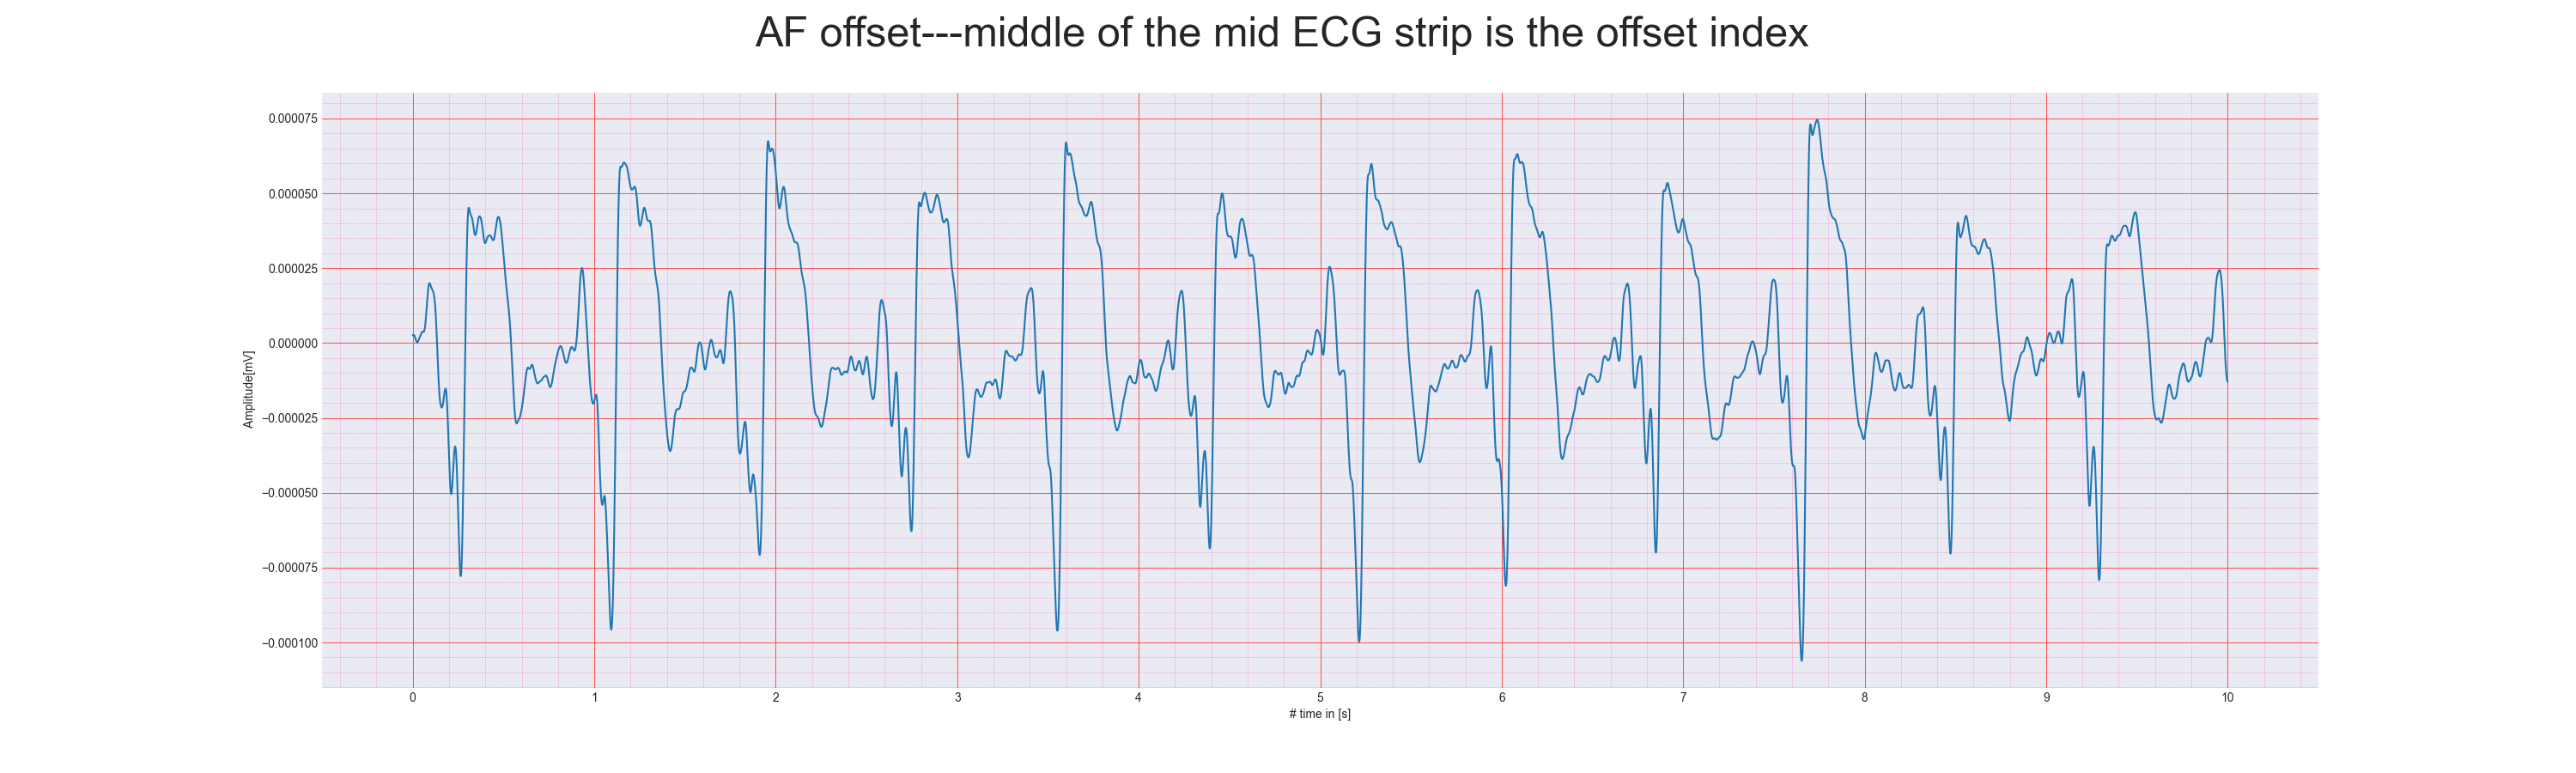 AF offset---middle of the mid ECG strip is the offset index
0.000075
0.000050
0.000025
0.000000
−0.000025
−0.000050
−0.000075
−0.000100
Amplitude[mV]
0 1 2 3 4 5 6 7 8 9 10
# time in [s]